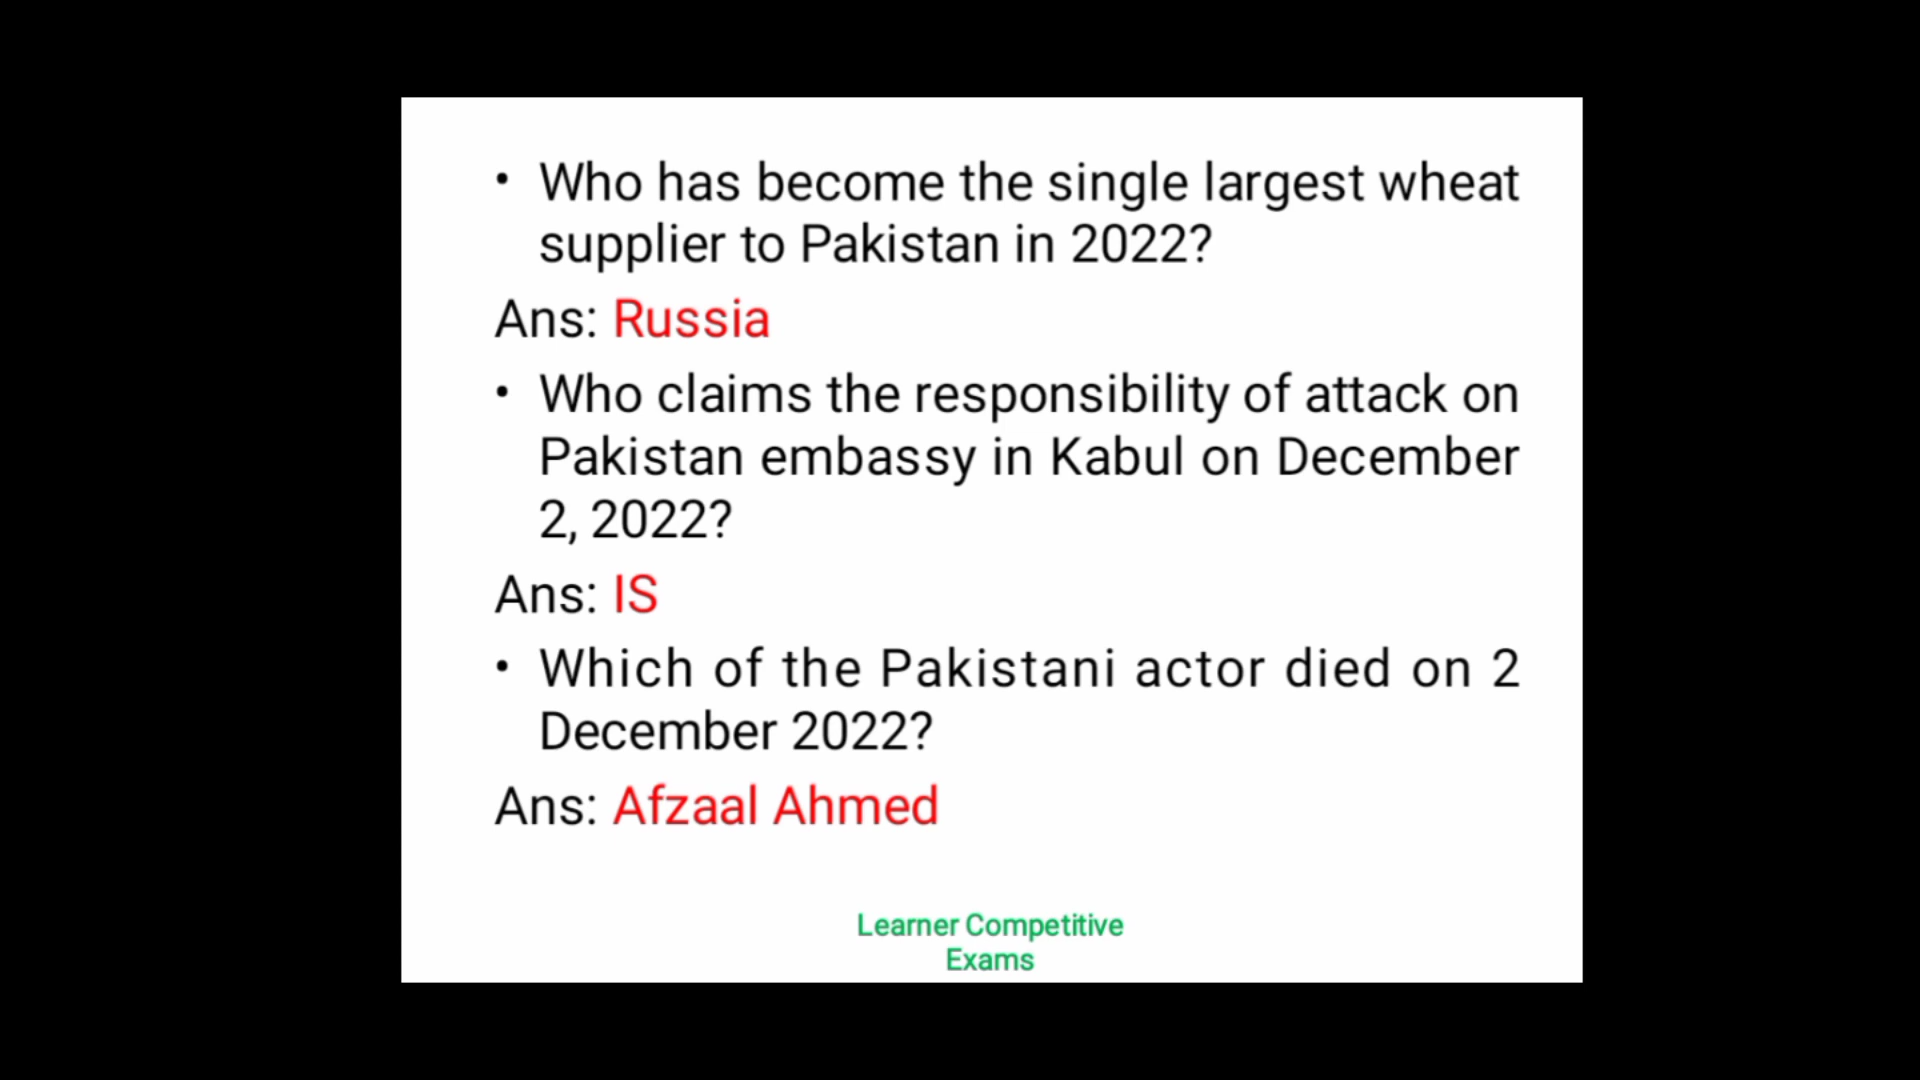 • Who has become the single largest wheat
supplier to Pakistan in 2022?
Ans: Russia
• Who claims the responsibility of attack on
Pakistan embassy in Kabul on December
2, 2022?
Ans: IS
• Which of the Pakistani actor died on 2
December 2022?
Ans: Afzaal Ahmed
Learner Competitive
Exams